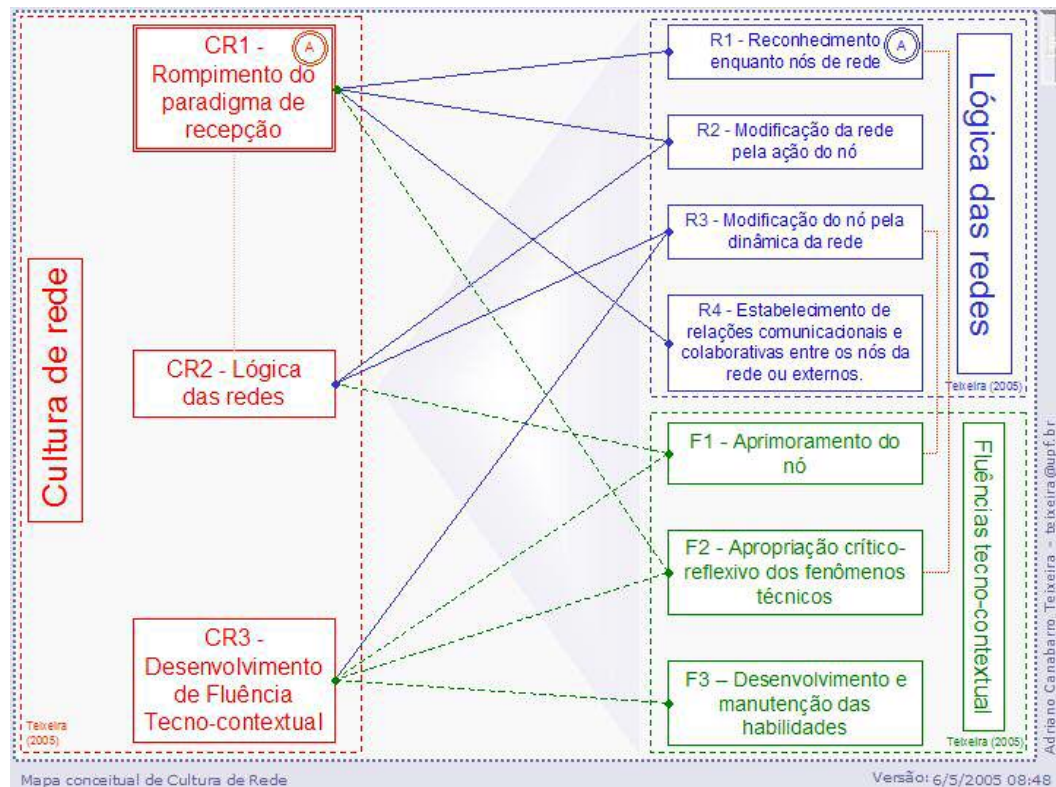 Cultura de rede
CR1 -
Rompimento do
paradigma de
recepção
A
CR2 - Lógica
das redes
CR3 -
Desenvolvimento
de Fluência
Tecno-contextual
Teixeira
(2005)
R1 - Reconhecimento
enquanto nós de rede
A
R2 - Modificação da rede
pela ação do nó
R3 - Modificação do nó pela
dinâmica da rede
R4 - Estabelecimento de
relações comunicacionais e
colaborativas entre os nós da
rede ou externos.
Lógica das redes
Teixeira (2005)
F1 - Aprimoramento do
nó
F2 - Apropriação crítico-
reflexivo dos fenômenos
técnicos
F3 – Desenvolvimento e
manutenção das
habilidades
Fluências tecno-contextual
Teixeira (2005)
Adriano Canabarro Teixeira - teixeira@upf.br
Mapa conceitual de Cultura de Rede
Versão: 6/5/2005 08:48